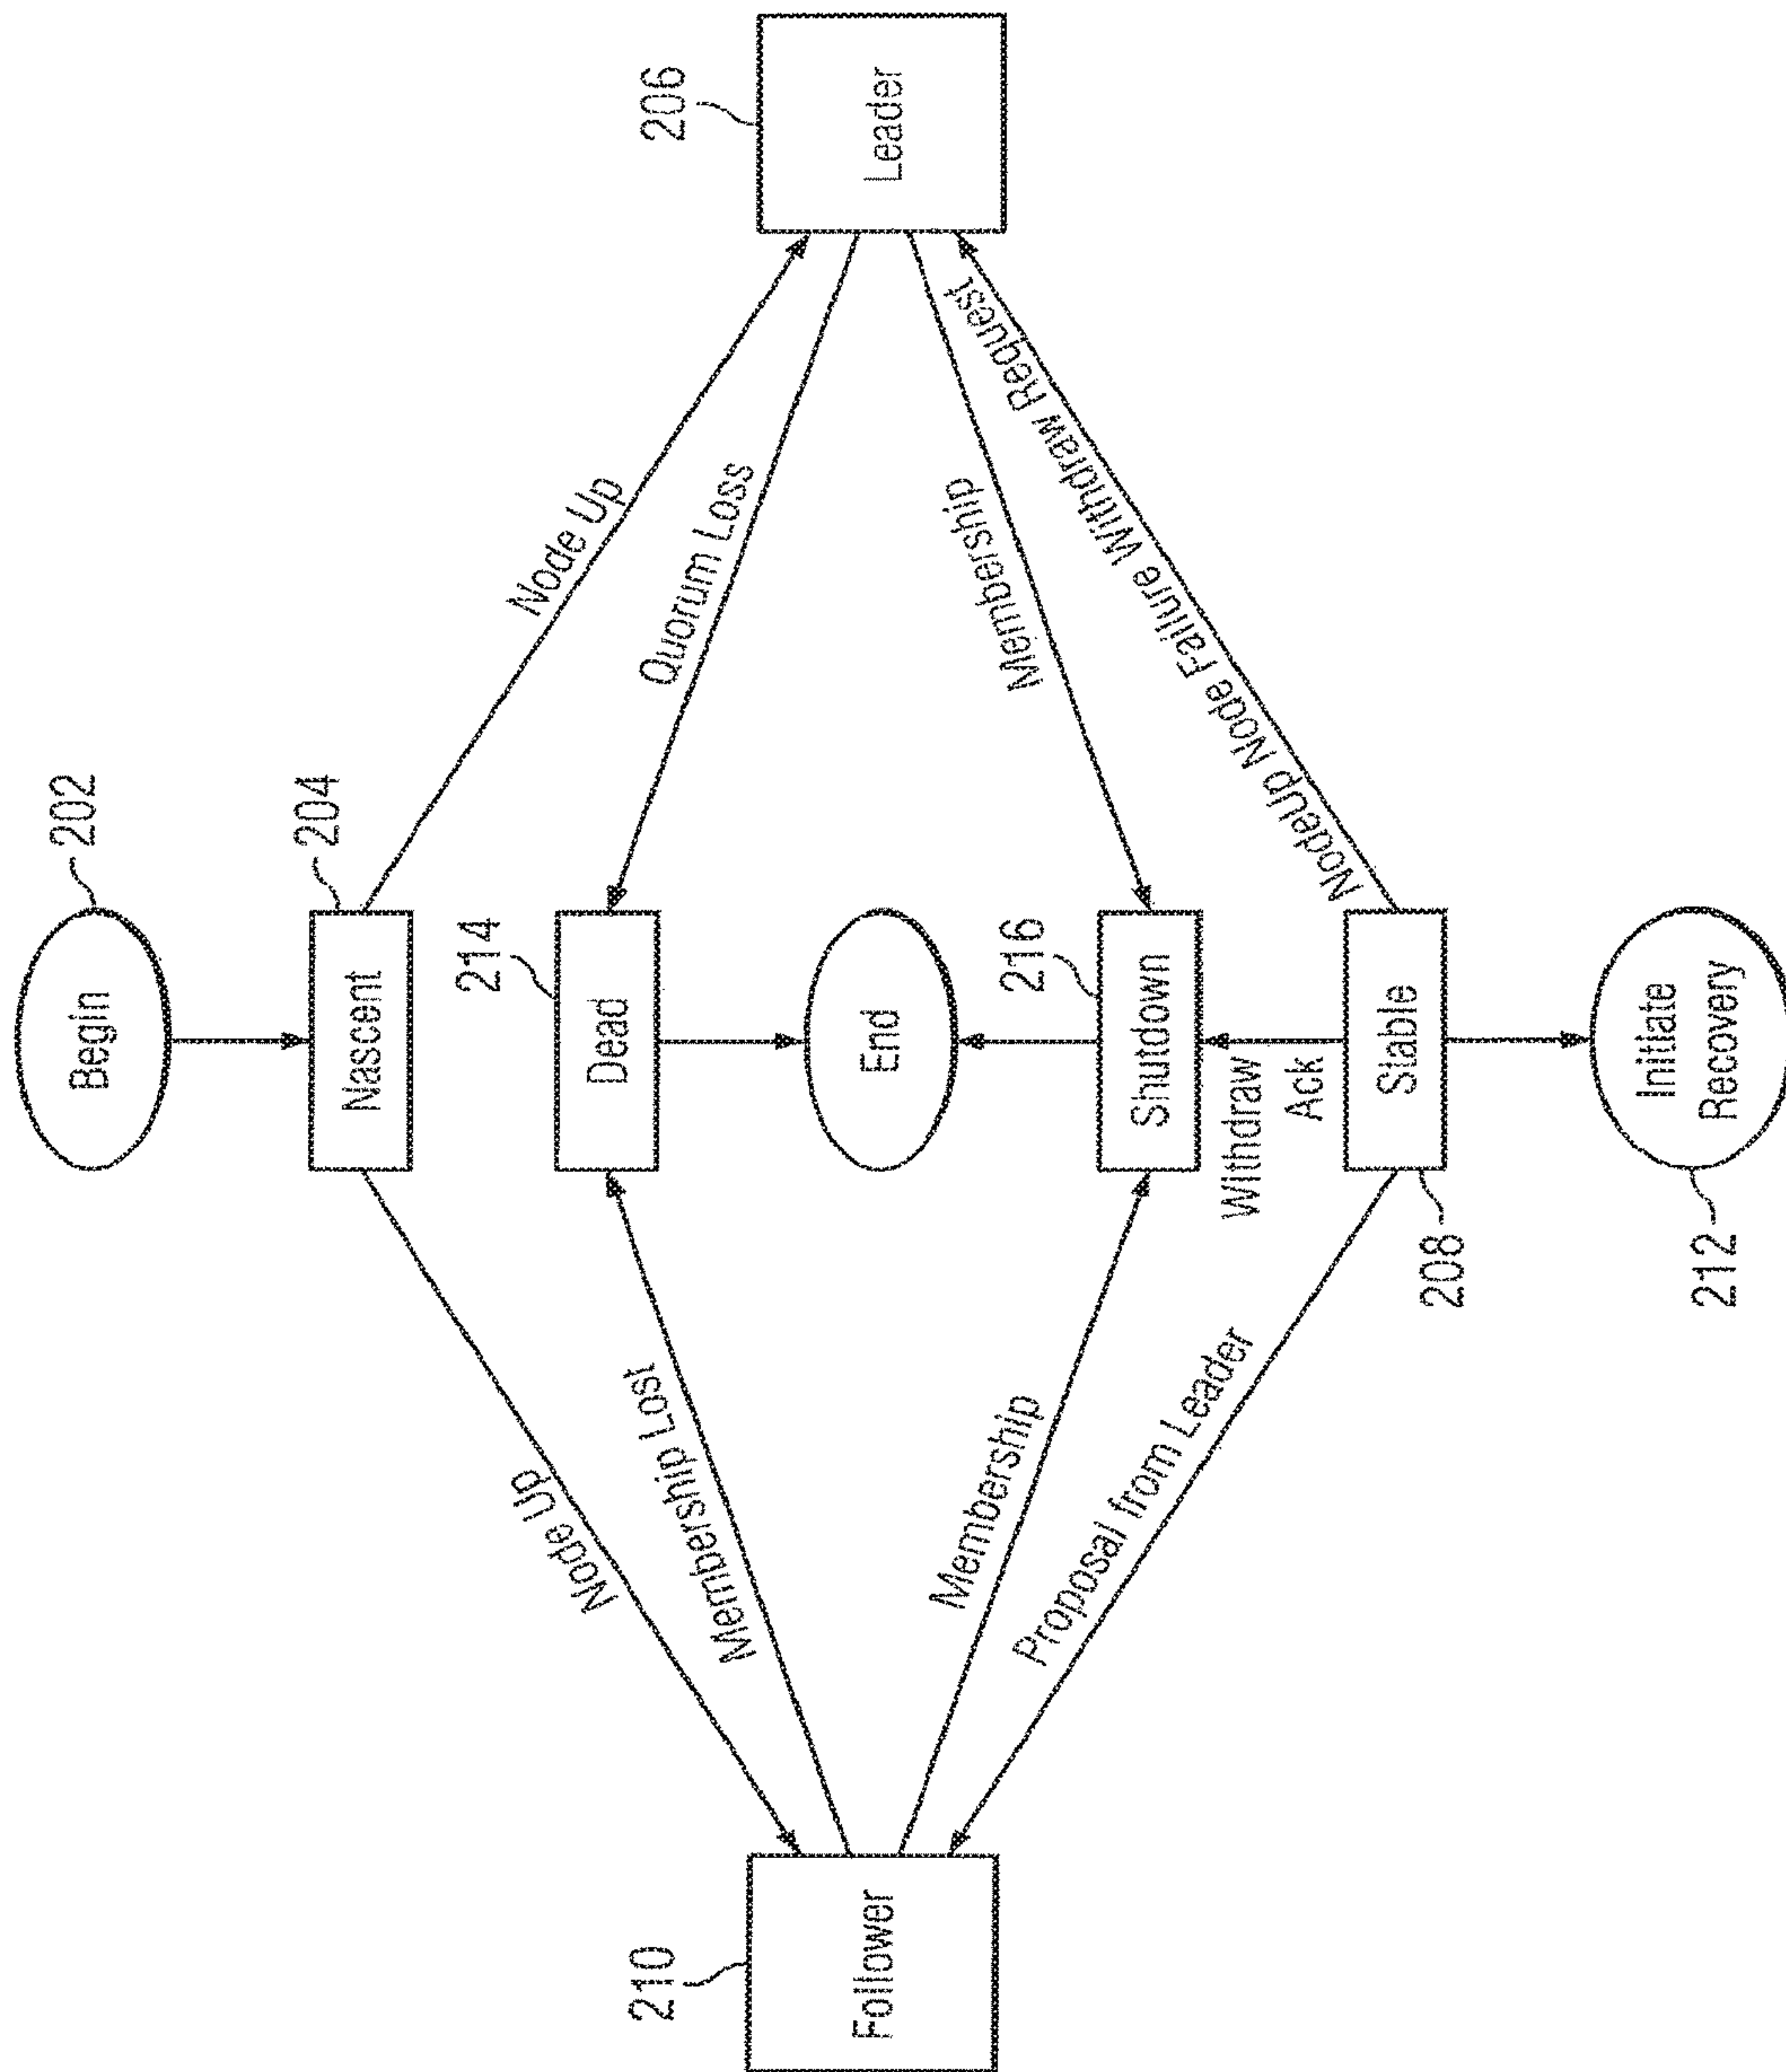 Begin
202
Nascent
204
Node Up
Node Up
206
Leader
210
Follower
214
Dead
Quorum Loss
Membership Lost
End
Membership
Membership
216
Shutdown
Withdraw
Ack
NodeUp Node Failure Withdraw Request
Proposal from Leader
Stable
208
Initiate
Recovery
212